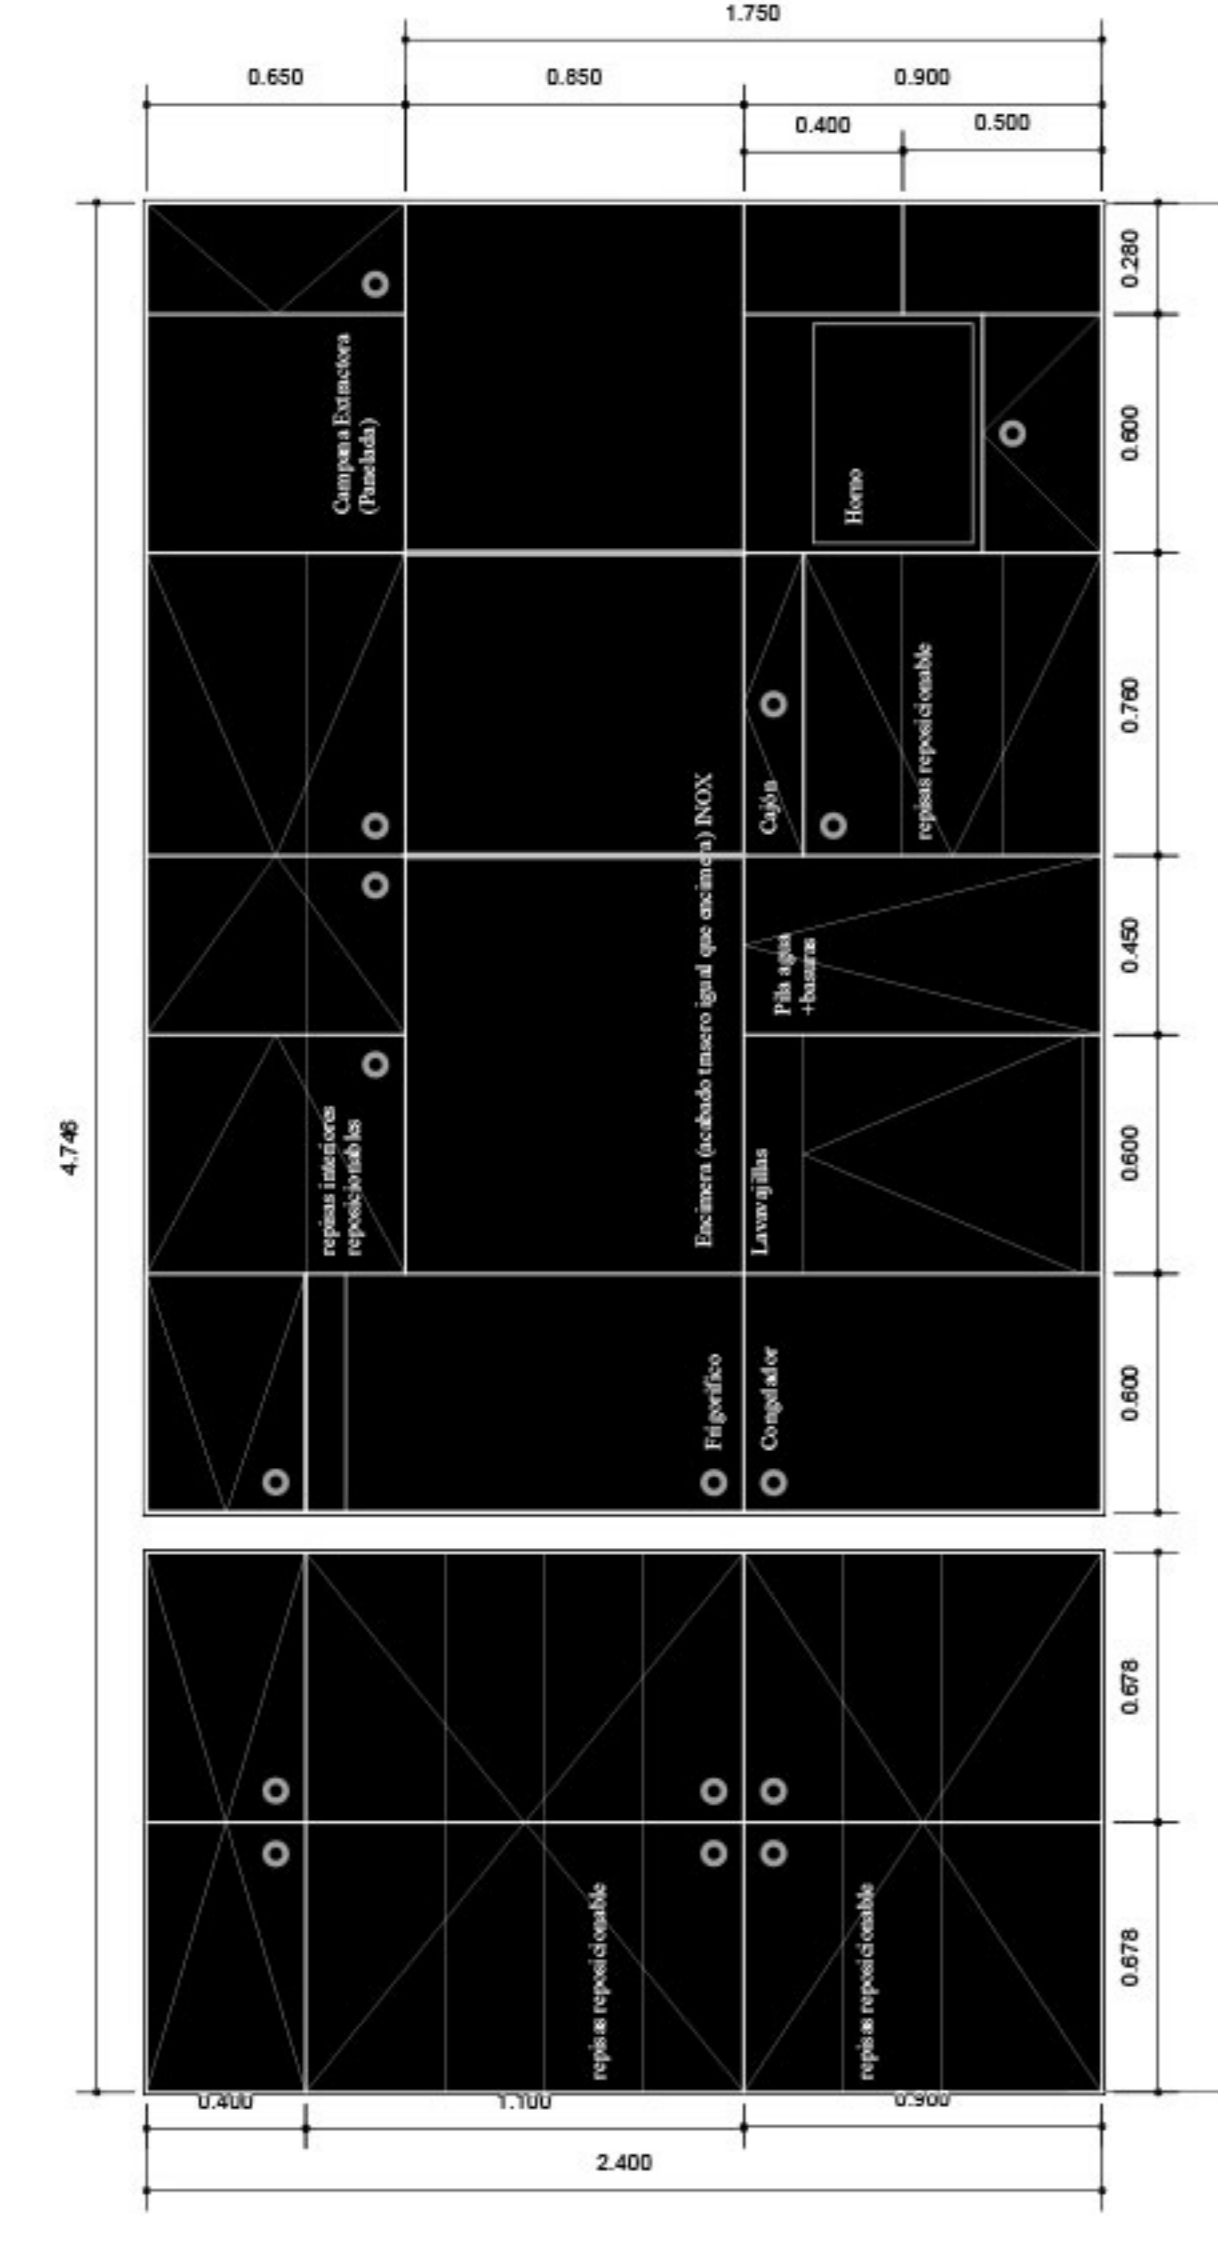 1.750
0.650
0.850
0.900
0.400
0.500
0.280
Campana Extractora
(Panelada)
Horno
0.600
Cajón
repisas reposicionable
0.760
Encimera (acabado trasero igual que encimera) INOX
Pila agua
+basuras
0.450
4.746
repisas interiores
reposicionables
Lavavajillas
0.600
Frigorífico
Congelador
0.600
0.678
repisas reposicionable
repisas reposicionable
0.678
0.400
1.100
0.900
2.400